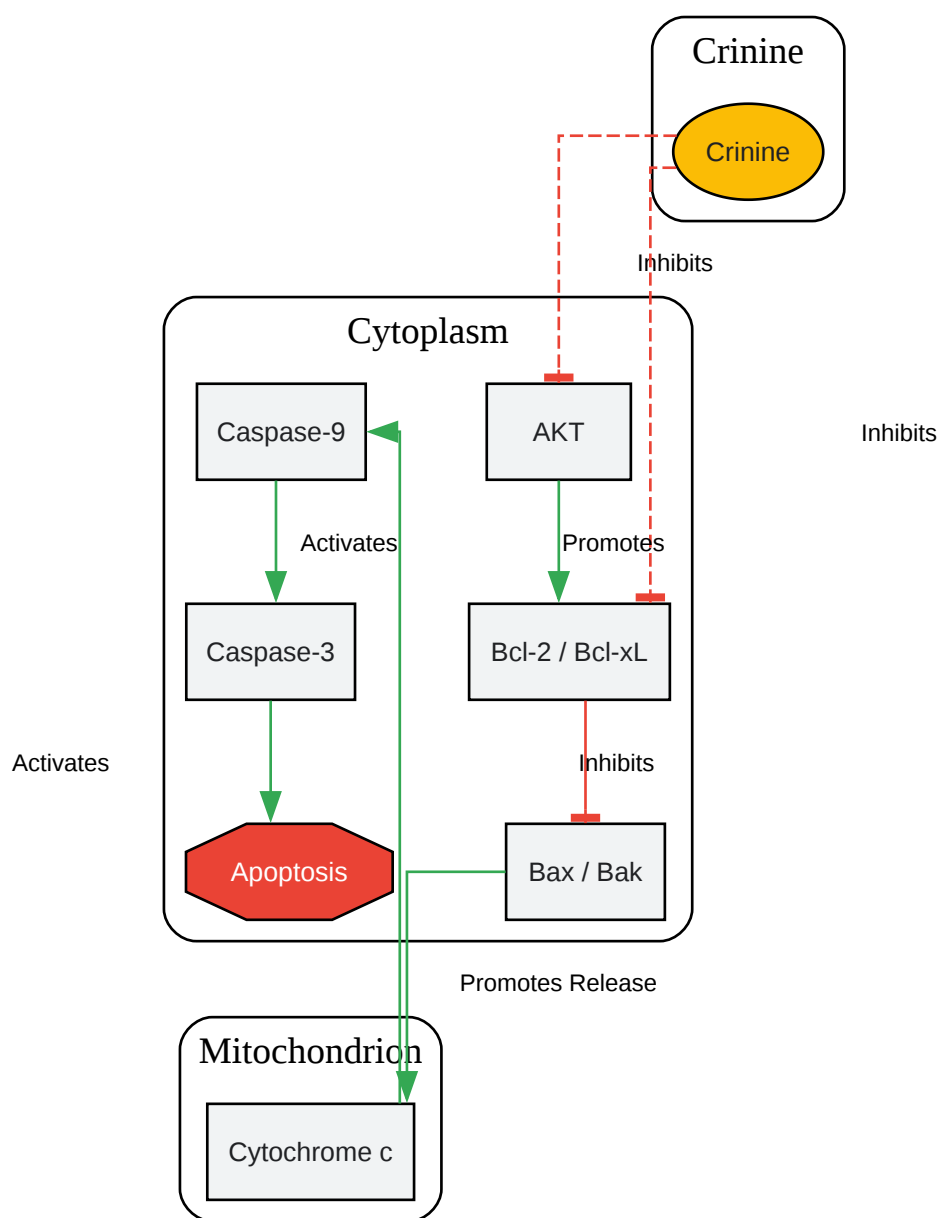 Crinine
Crinine
Inhibits
Cytoplasm
Caspase-9
AKT
Inhibits
Activates
Promotes
Caspase-3
Bcl-2 / Bcl-xL
Activates
Inhibits
Apoptosis
Bax / Bak
Promotes Release
Mitochondrion
Cytochrome c